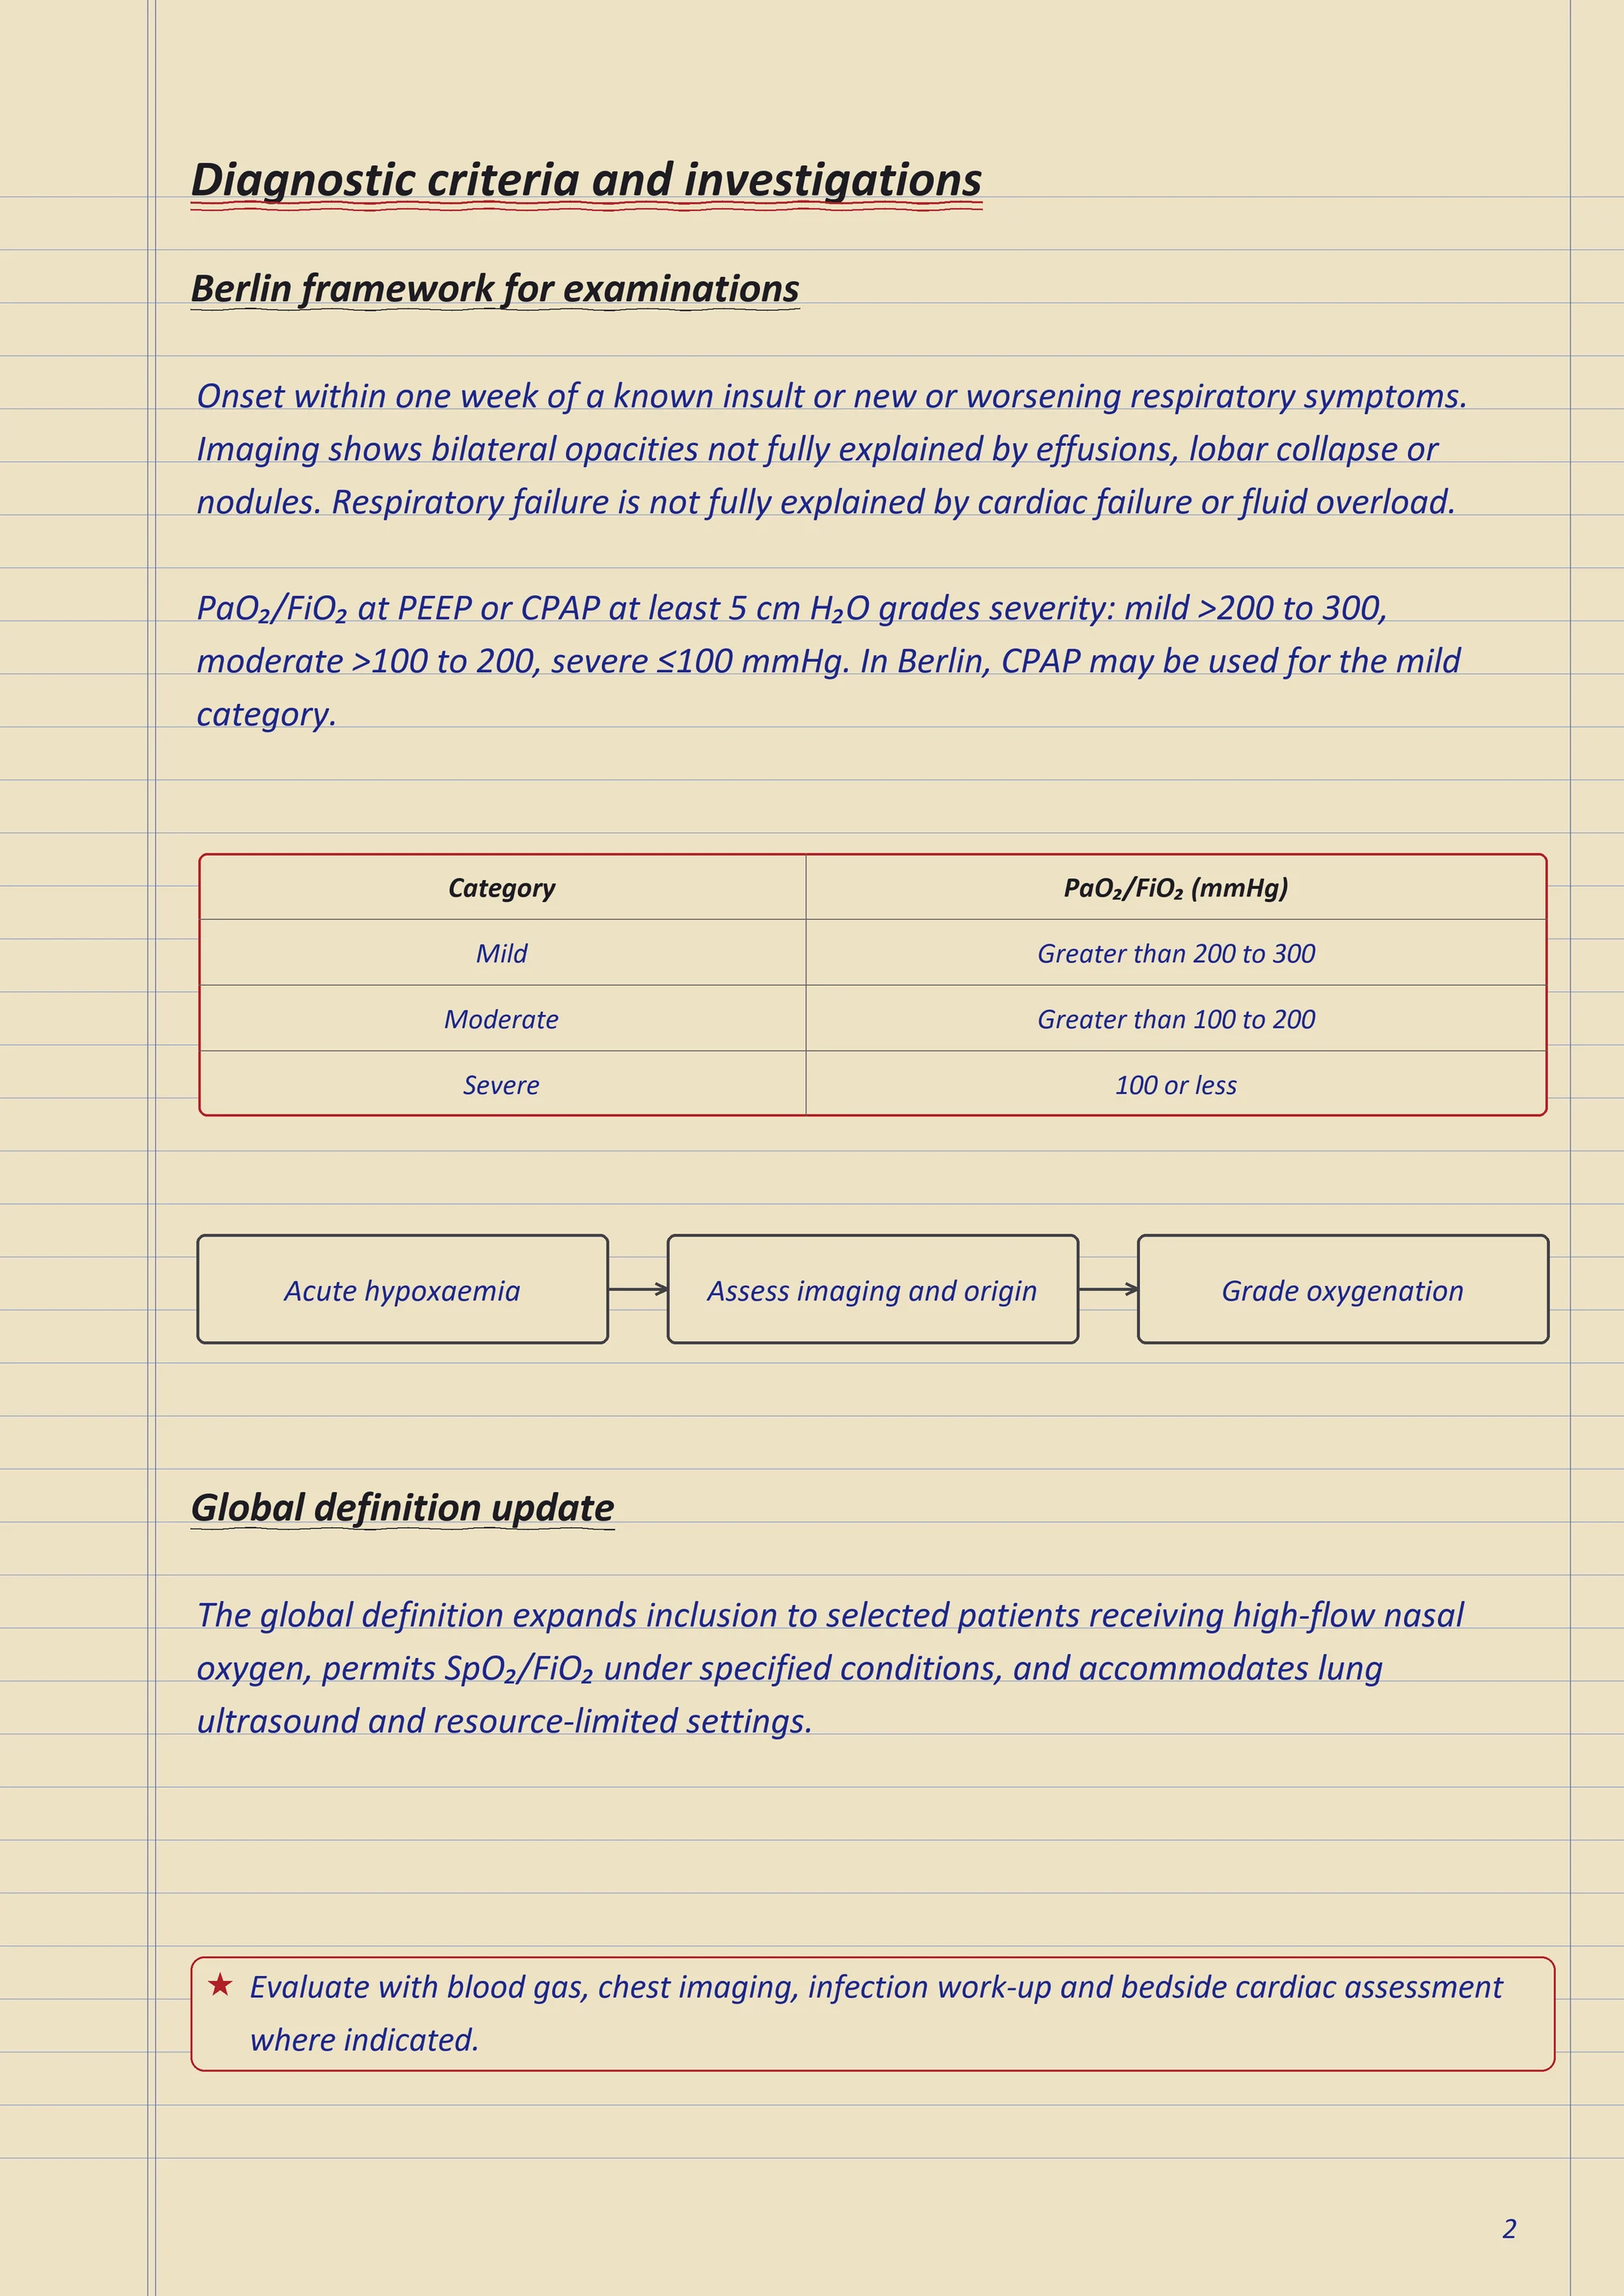 Diagnostic criteria and investigations
Berlin framework for examinations
Onset within one week of a known insult or new or worsening respiratory symptoms.
Imaging shows bilateral opacities not fully explained by effusions, lobar collapse or
nodules. Respiratory failure is not fully explained by cardiac failure or fluid overload.
PaO₂/FiO₂ at PEEP or CPAP at least 5 cm H₂O grades severity: mild >200 to 300,
moderate >100 to 200, severe ≤100 mmHg. In Berlin, CPAP may be used for the mild
category.
Category PaO₂/FiO₂ (mmHg)
Mild Greater than 200 to 300
Moderate Greater than 100 to 200
Severe 100 or less
Acute hypoxaemia Assess imaging and origin Grade oxygenation
Global definition update
The global definition expands inclusion to selected patients receiving high-flow nasal
oxygen, permits SpO₂/FiO₂ under specified conditions, and accommodates lung
ultrasound and resource-limited settings.
★ Evaluate with blood gas, chest imaging, infection work-up and bedside cardiac assessment
where indicated.
2